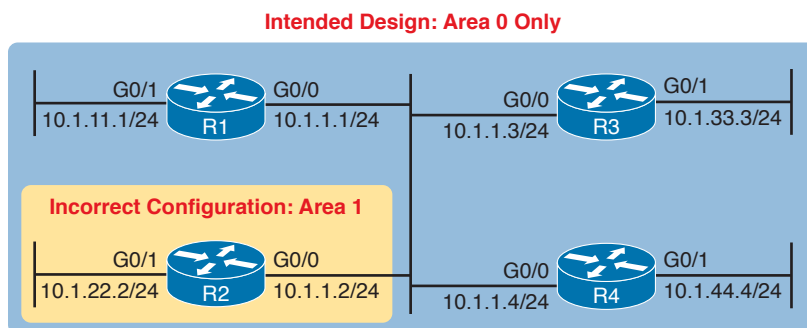 Intended Design: Area 0 Only
G0/1
G0/0
10.1.11.1/24
R1
10.1.1.1/24
G0/0
G0/1
10.1.1.3/24
R3
10.1.33.3/24
Incorrect Configuration: Area 1
G0/1
G0/0
10.1.22.2/24
R2
10.1.1.2/24
G0/0
G0/1
10.1.1.4/24
R4
10.1.44.4/24